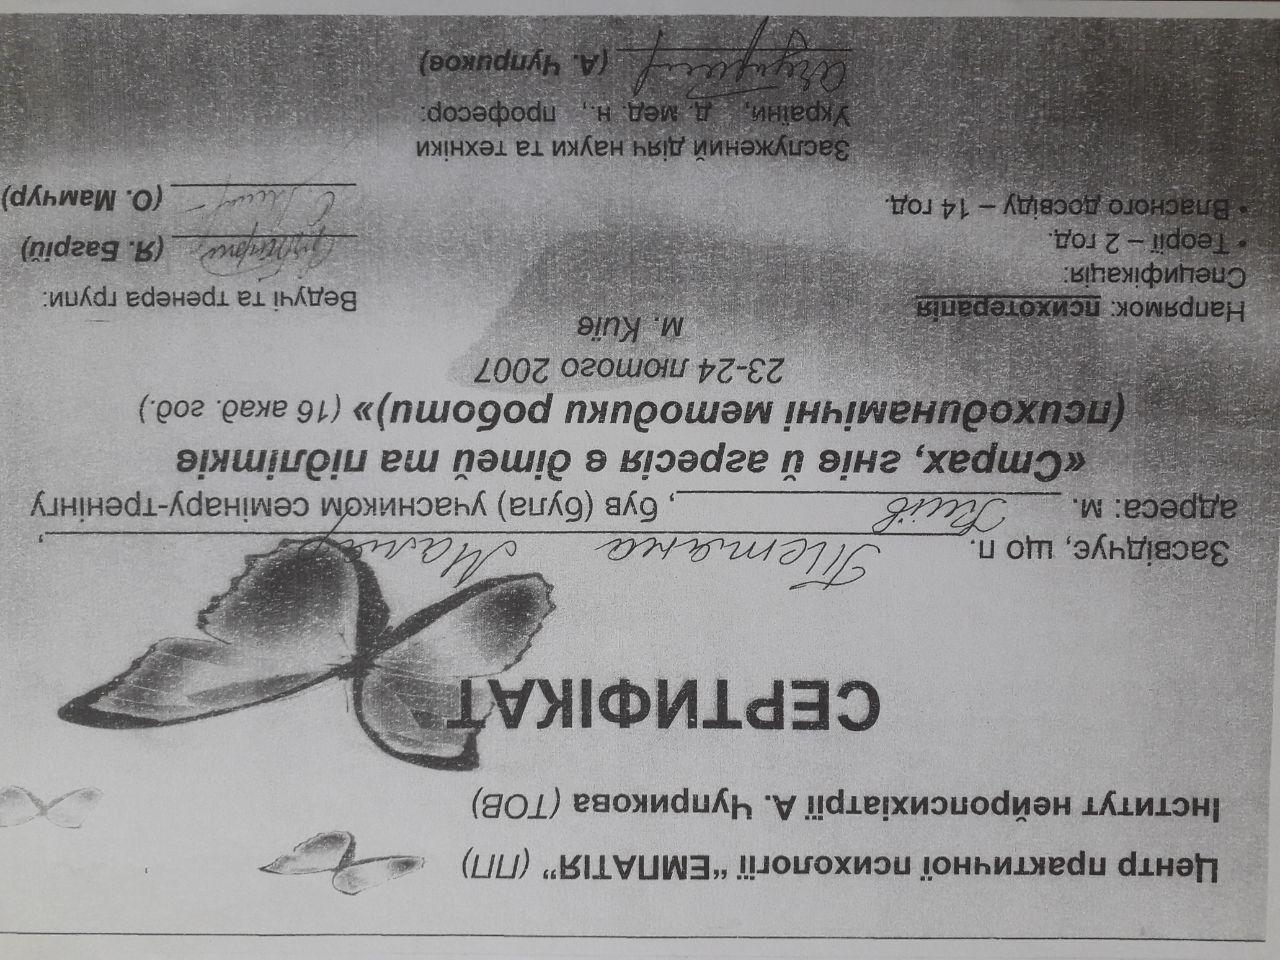 Центр практичної психології “ЕМПАТІЯ” (ПП)
Інститут нейропсихіатрії А. Чуприкова (ТОВ)
СЕРТИФІКАТ
Засвідчує, що п. Тетяна Маляр,
адреса: м. Київ, був (була) учасником семінару-тренінгу
«Страх, гнів й агресія в дітей та підлітків
(психодинамічні методики роботи)» (16 акад. год.)
23-24 лютого 2007
м. Київ
Напрямок: психотерапія
Специфікація:
• Теорії – 2 год.
• Власного досвіду – 14 год.
Ведучі та тренера групи:
(Я. Багрій)
(О. Мамчур)
Заслужений діяч науки та техніки
України, д. мед. н., професор:
(А. Чуприков)